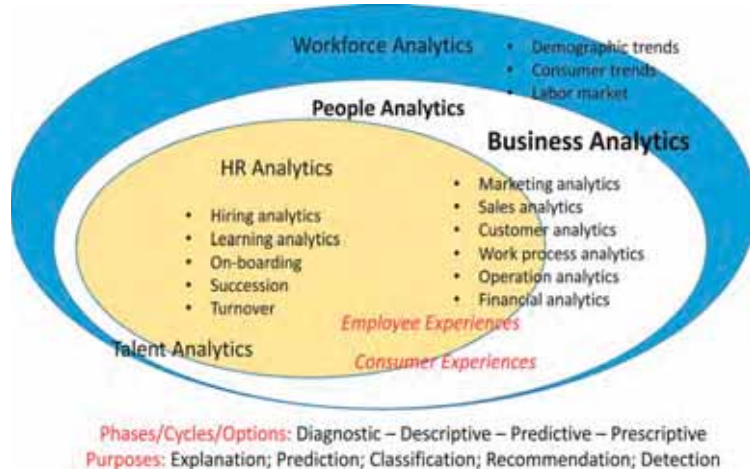 Workforce Analytics
• Demographic trends
• Consumer trends
• Labor market
People Analytics
Business Analytics
HR Analytics
• Marketing analytics
• Sales analytics
• Customer analytics
• Work process analytics
• Operation analytics
• Financial analytics
• Hiring analytics
• Learning analytics
• On-boarding
• Succession
• Turnover
Employee Experiences
Talent Analytics
Consumer Experiences
Phases/Cycles/Options: Diagnostic – Descriptive – Predictive – Prescriptive
Purposes: Explanation; Prediction; Classification; Recommendation; Detection